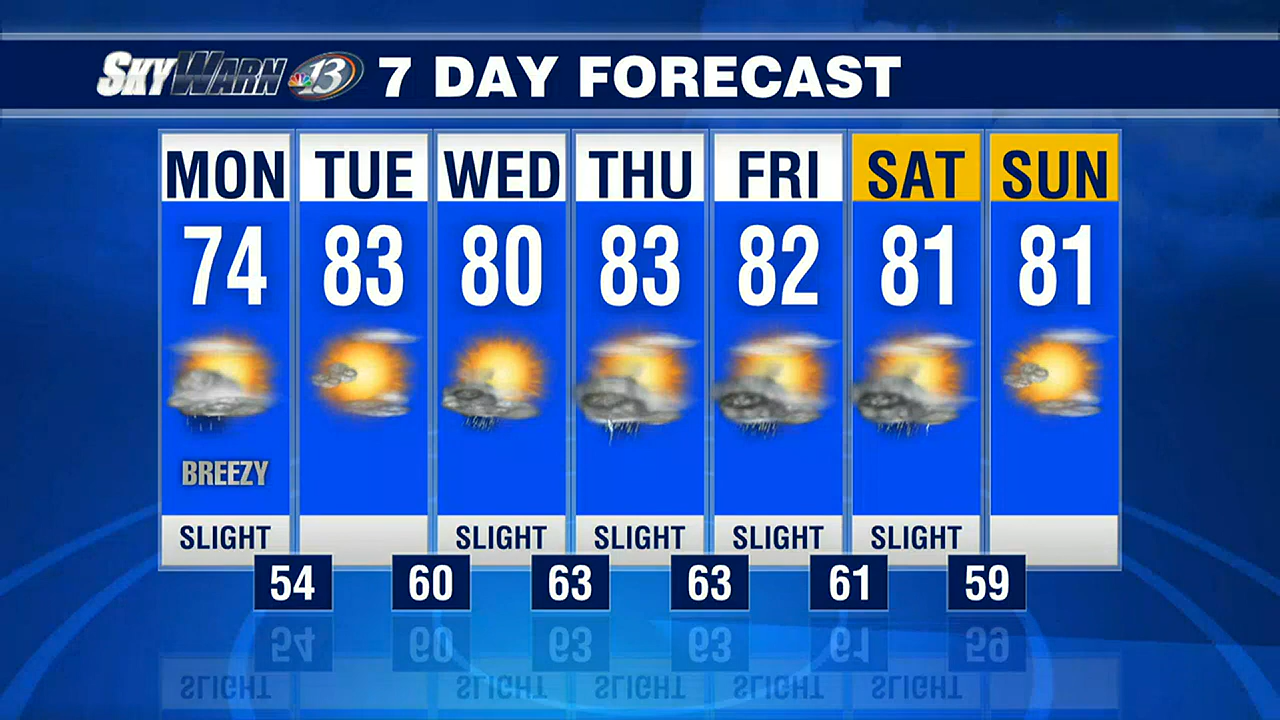 SKYWARN 13 7 DAY FORECAST
MON TUE WED THU FRI SAT SUN
74 83 80 83 82 81 81
BREEZY
SLIGHT SLIGHT SLIGHT SLIGHT SLIGHT
54 60 63 63 61 59